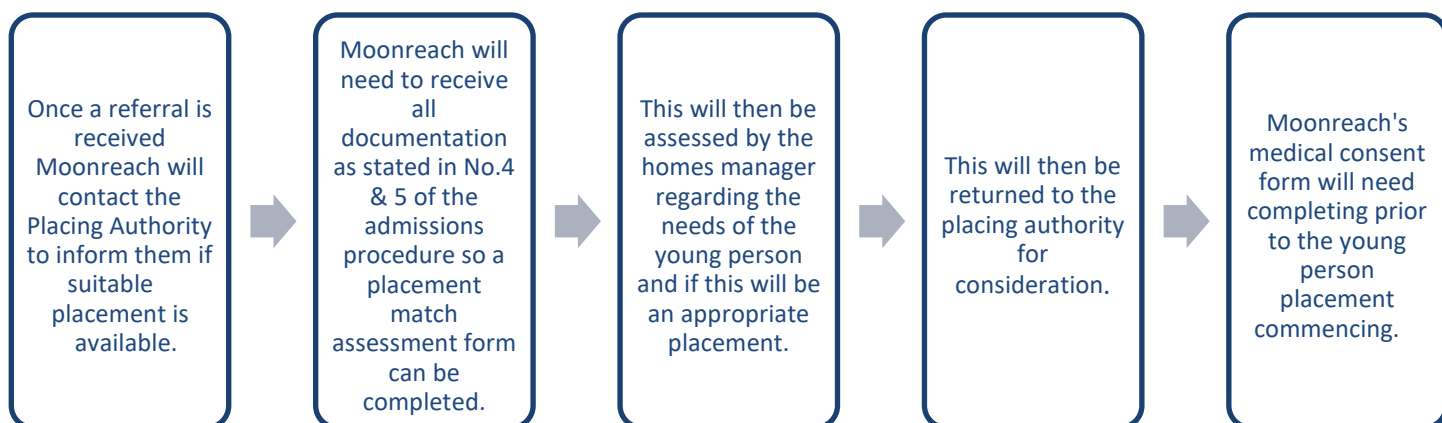 Once a referral is
received
Moonreach will
contact the
Placing Authority
to inform them if
suitable
placement is
available.
Moonreach will
need to receive
all
documentation
as stated in No.4
& 5 of the
admissions
procedure so a
placement
match
assessment form
can be
completed.
This will then be
assessed by the
homes manager
regarding the
needs of the
young person
and if this will be
an appropriate
placement.
This will then be
returned to the
placing authority
for
consideration.
Moonreach's
medical consent
form will need
completing prior
to the young
person
placement
commencing.